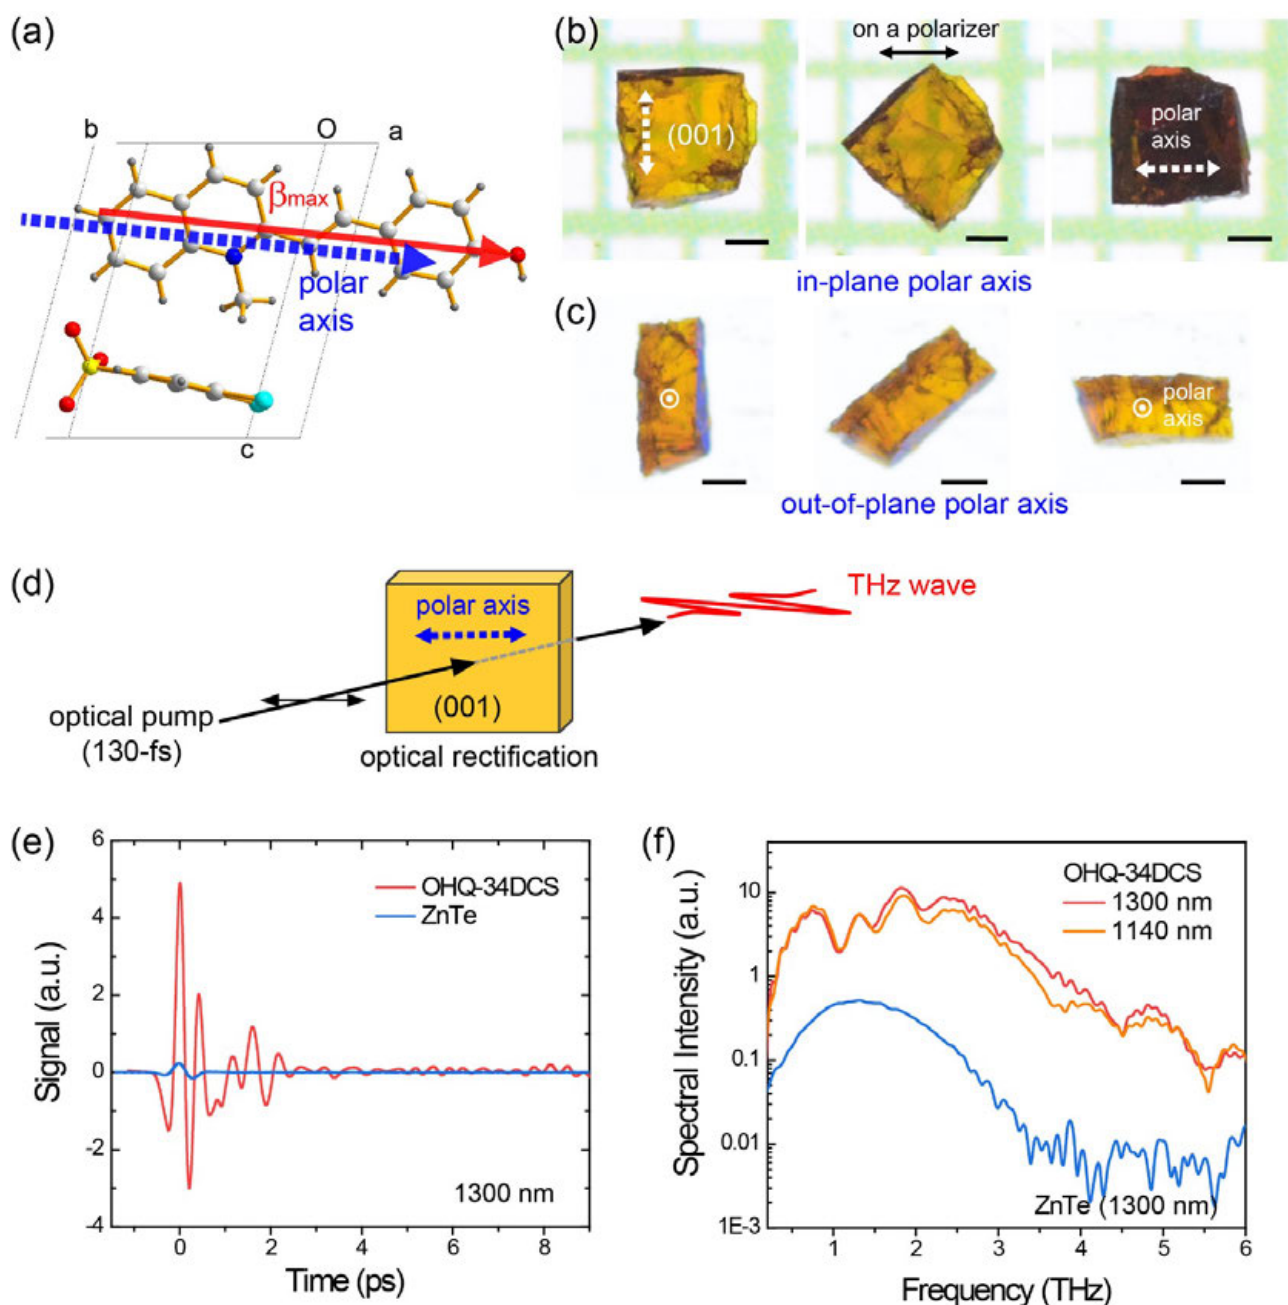 (a)
b
O
a
βmax
polar
axis
c
(b)
on a polarizer
(001)
polar
axis
in-plane polar axis
(c)
polar
axis
out-of-plane polar axis
(d)
polar axis
THz wave
(001)
optical pump
(130-fs)
optical rectification
(e)
6
4
2
0
-2
-4
Signal (a.u.)
OHQ-34DCS
ZnTe
1300 nm
0
2
4
6
8
Time (ps)
(f)
10
1
0.1
0.01
1E-3
Spectral Intensity (a.u.)
OHQ-34DCS
1300 nm
1140 nm
ZnTe (1300 nm)
1
2
3
4
5
6
Frequency (THz)